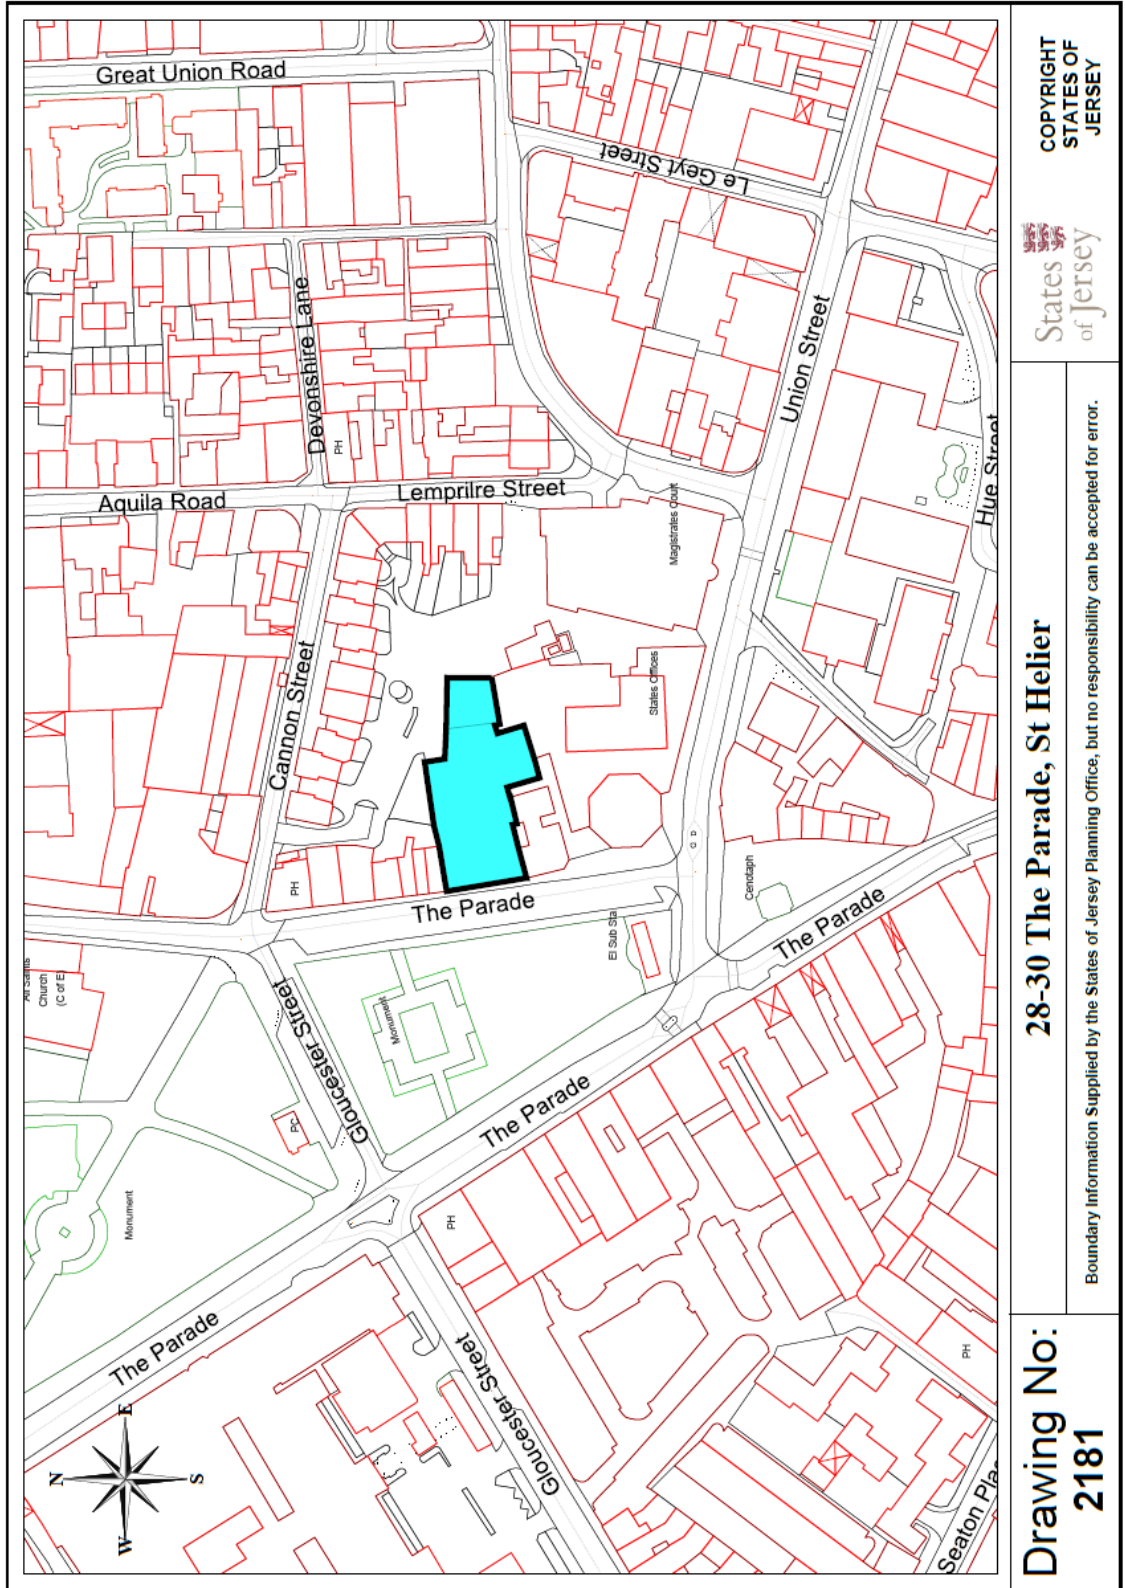 Great Union Road
Le Geyt Street
Devonshire Lane
PH
Union Street
Aquila Road
Lemprilre Street
Hue Street
Magistrates Court
Cannon Street
States Offices
PH
The Parade
Cenotaph
El Sub Sta
The Parade
All Saints
Church
(C of E)
Gloucester Street
Monument
PC
The Parade
Monument
PH
The Parade
Gloucester Street
PH
Seaton Pla
N
E
S
W
COPYRIGHT
STATES OF
JERSEY
States
of Jersey
28-30 The Parade, St Helier
Boundary Information Supplied by the States of Jersey Planning Office, but no responsibility can be accepted for error.
Drawing No:
2181